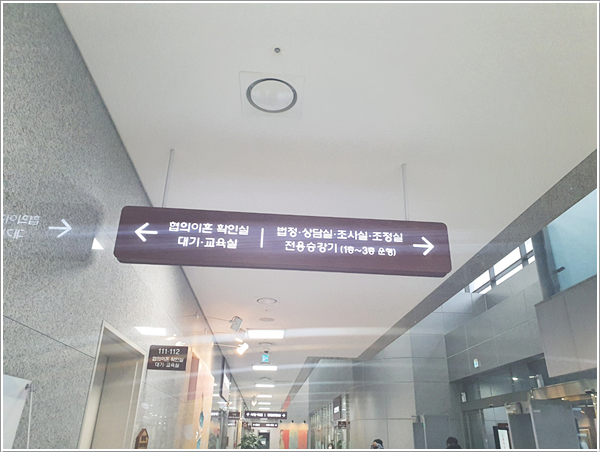 협의이혼 확인실
대기·교육실
법정·상담실·조사실·조정실
전용승강기 (1층~3층 운행)
111-112
협의이혼 확인실
대기·교육실